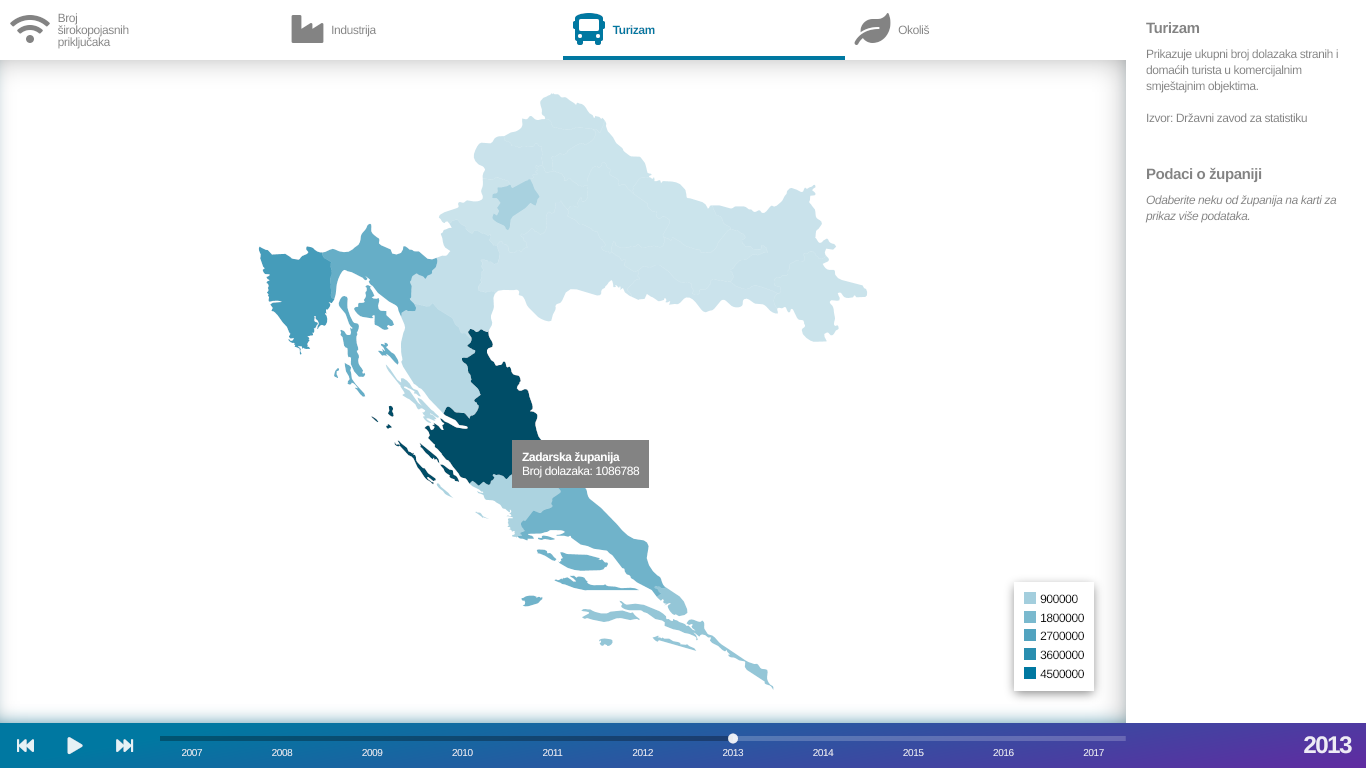 Broj
širokopojasnih
priključaka
Industrija
Turizam
Okoliš
Turizam
Prikazuje ukupni broj dolazaka stranih i
domaćih turista u komercijalnim
smještajnim objektima.
Izvor: Državni zavod za statistiku
Podaci o županiji
Odaberite neku od županija na karti za
prikaz više podataka.
Zadarska županija
Broj dolazaka: 1086788
900000
1800000
2700000
3600000
4500000
2007
2008
2009
2010
2011
2012
2013
2014
2015
2016
2017
2013